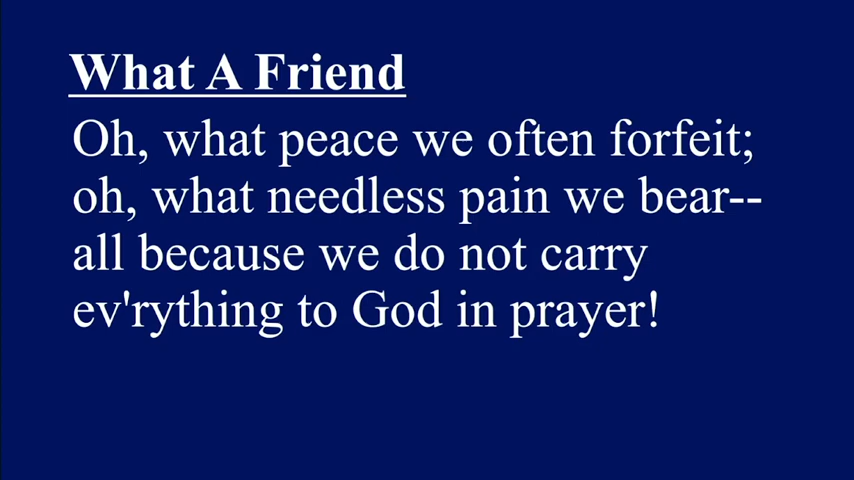 What A Friend
Oh, what peace we often forfeit;
oh, what needless pain we bear--
all because we do not carry
ev'rything to God in prayer!